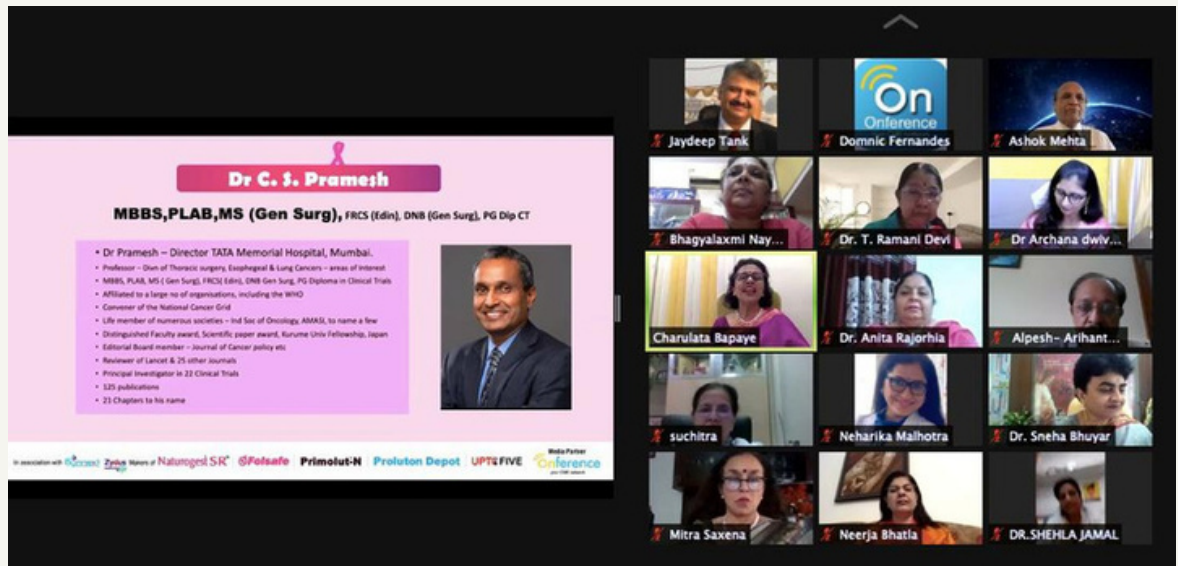 Dr C. S. Pramesh
MBBS,PLAB,MS (Gen Surg), FRCS (Edin), DNB (Gen Surg), PG Dip CT
• Dr Pramesh – Director TATA Memorial Hospital, Mumbai.
• Professor – Divn of Thoracic surgery, Esophegeal & Lung Cancers – areas of interest
• MBBS, PLAB, MS ( Gen Surg), FRCS( Edin), DNB Gen Surg, PG Diploma in Clinical Trials
• Affiliated to a large no of organisations, including the WHO
• Convener of the National Cancer Grid
• Life member of numerous societies – Ind Soc of Oncology, AMASI, to name a few
• Distinguished Faculty award, Scientific paper award, Kurume Univ Fellowship, Japan
• Editorial Board member – Journal of Cancer policy etc
• Reviewer of Lancet & 25 other Journals
• Principal Investigator in 22 Clinical Trials
• 125 publications
• 21 Chapters to his name
In association with Zydus Makers of Naturogest SR Folsafe Primolut-N Proluton Depot UPTFIVE
Media Partner
Onference
On
Onference
Jaydeep Tank
Domnic Fernandes
Ashok Mehta
Bhagyalaxmi Nay...
Dr. T. Ramani Devi
Dr Archana dwiv...
Charulata Bapaye
Dr. Anita Rajorhia
Alpesh- Arihant...
suchitra
Neharika Malhotra
Dr. Sneha Bhuyar
Mitra Saxena
Neerja Bhatla
DR.SHEHLA JAMAL